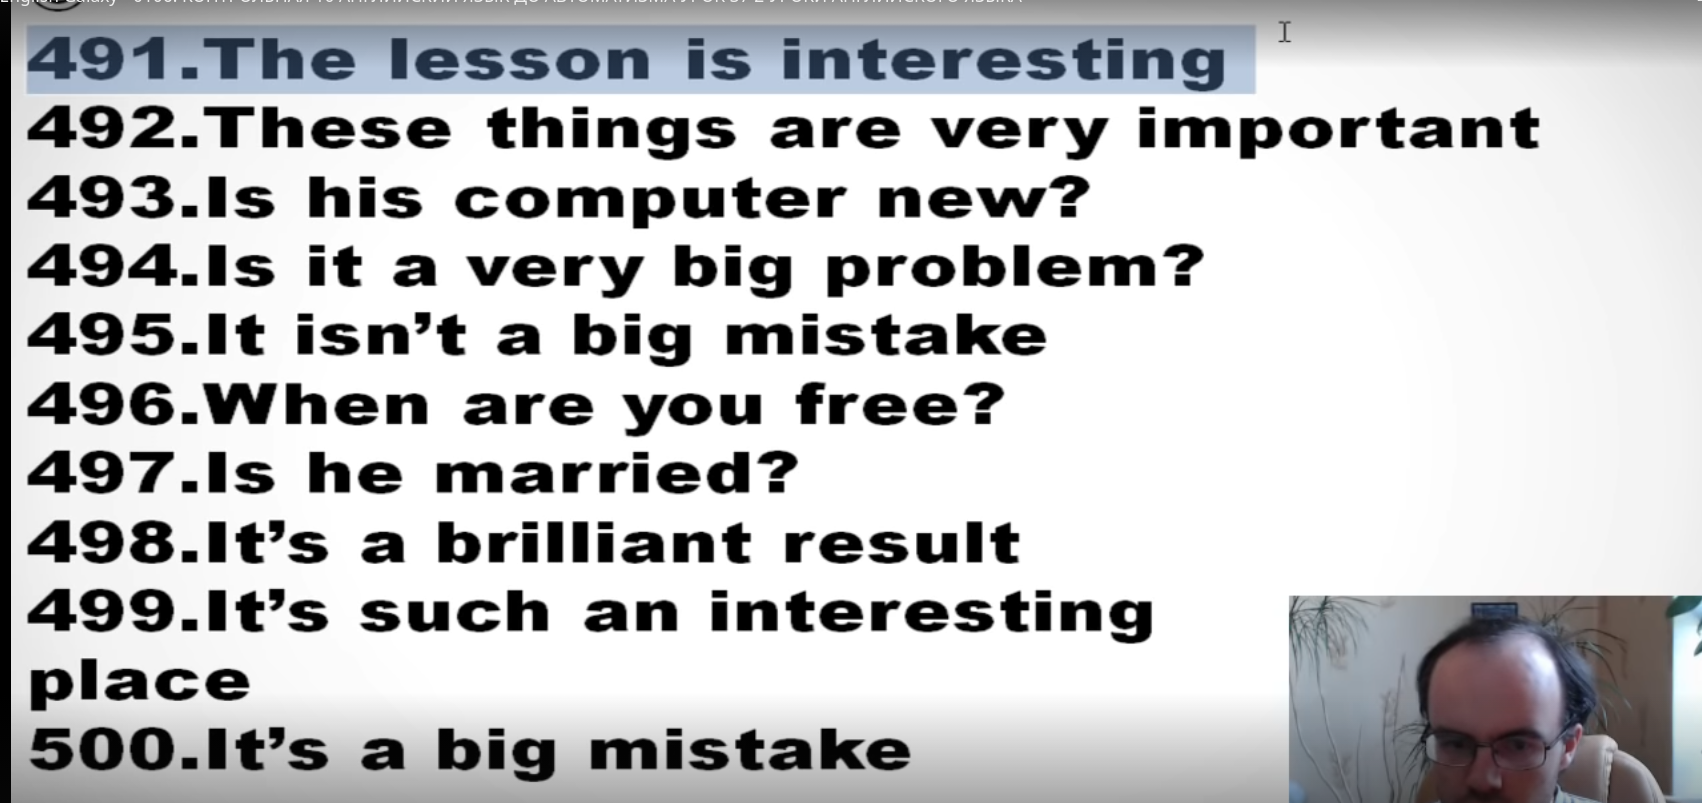 491.The lesson is interesting
492.These things are very important
493.Is his computer new?
494.Is it a very big problem?
495.It isn’t a big mistake
496.When are you free?
497.Is he married?
498.It’s a brilliant result
499.It’s such an interesting
place
500.It’s a big mistake